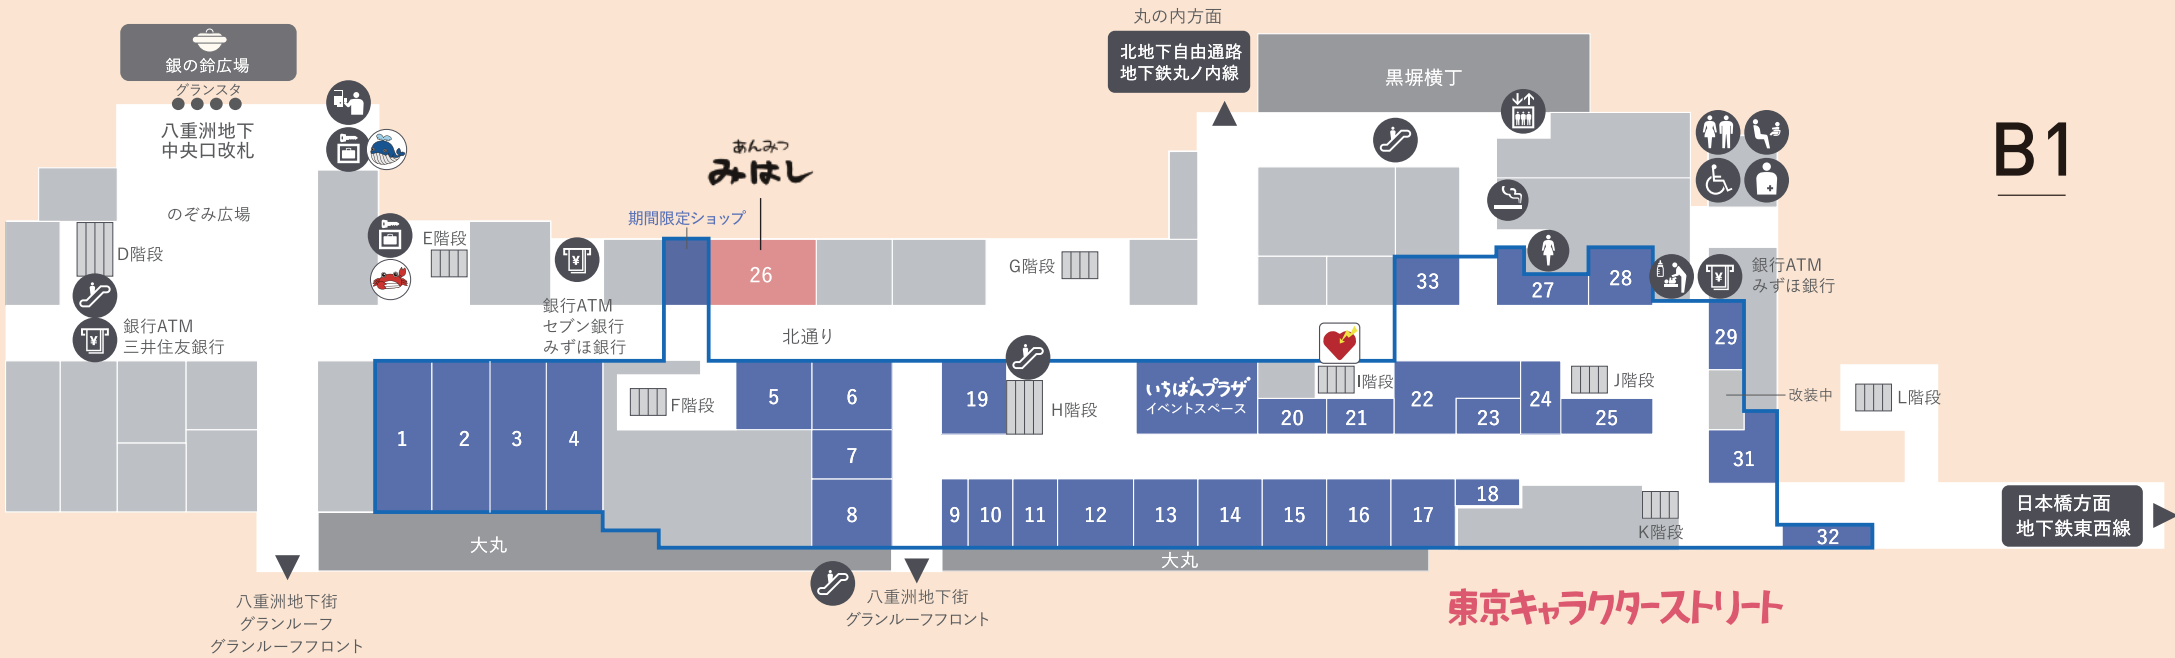 銀の鈴広場
グランスタ
八重洲地下
中央口改札
のぞみ広場
D階段
銀行ATM
三井住友銀行
E階段
銀行ATM
セブン銀行
みずほ銀行
期間限定ショップ
あんみつ
みはし
26
北通り
G階段
丸の内方面
北地下自由通路
地下鉄丸ノ内線
黒塀横丁
B1
33
27
28
銀行ATM
みずほ銀行
29
改装中
31
L階段
日本橋方面
地下鉄東西線
32
1
2
3
4
F階段
5
6
7
8
19
H階段
いちばんプラザ
イベントスペース
I階段
20
21
22
23
24
25
J階段
9
10
11
12
13
14
15
16
17
18
K階段
大丸
大丸
八重洲地下街
グランルーフ
グランルーフフロント
八重洲地下街
グランルーフフロント
東京キャラクターストリート